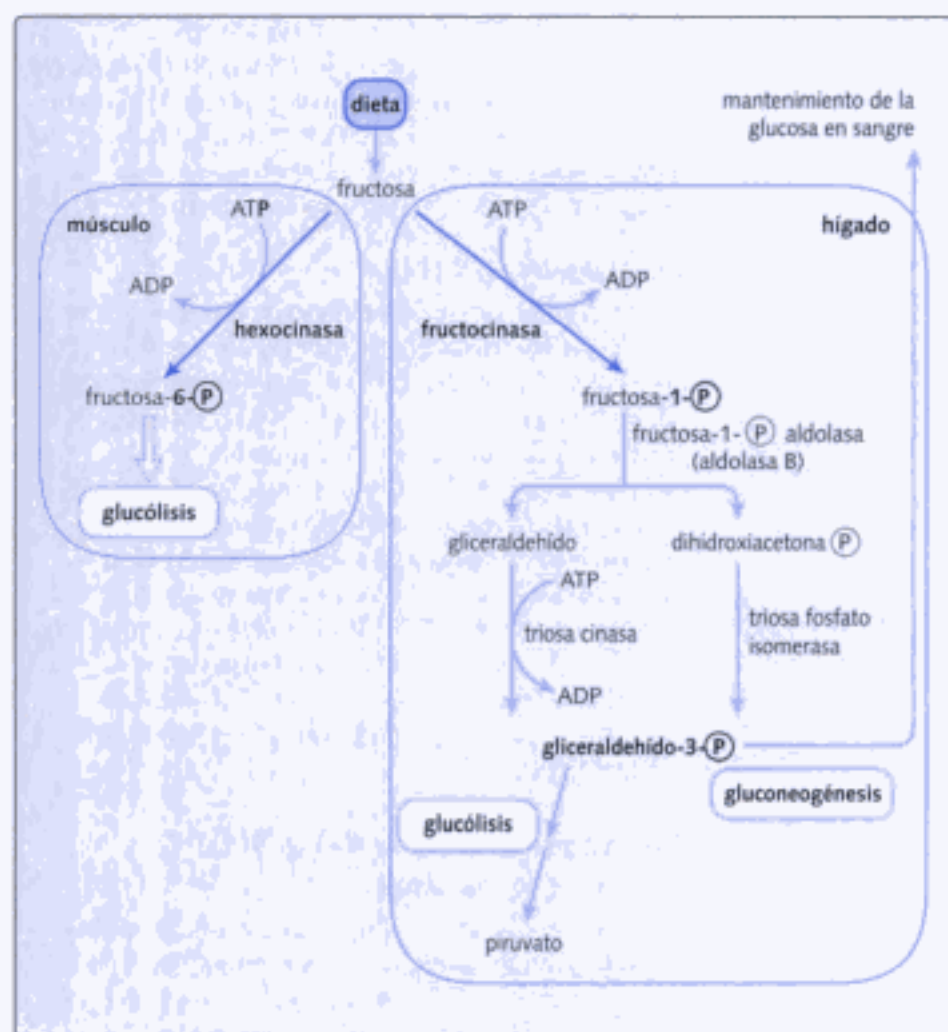 dieta
mantenimiento de la
glucosa en sangre
fructosa
músculo
ATP
ADP
hexocinasa
fructosa-6-Ⓟ
glucólisis
hígado
ATP
ADP
fructocinasa
fructosa-1-Ⓟ
fructosa-1-Ⓟ aldolasa
(aldolasa B)
gliceraldehído
dihidroxiacetona Ⓟ
ATP
triosa cinasa
ADP
triosa fosfato
isomerasa
gliceraldehído-3-Ⓟ
gluconeogénesis
glucólisis
piruvato